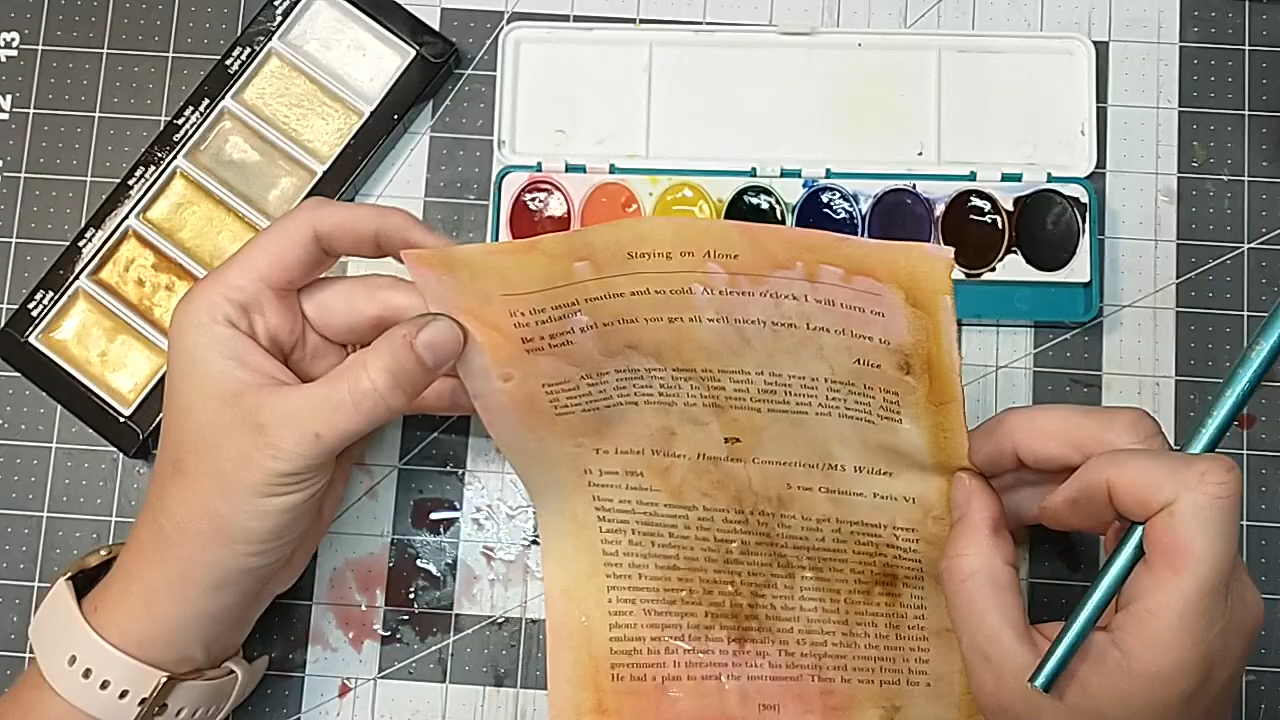 13
12
Staying on Alone
it's the usual routine and so cold. At eleven o'clock I will turn on
the radiator.
Be a good girl so that you get all well nicely soon. Lots of love to
you both.
Alice
Fiesole: All the Steins spent about six months of the year at Fiesole. In 1908
Michael Stein rented the large Villa Bardi; before that the Steins had
all stayed at the Casa Ricci. In 1908 and 1909 Harriet Levy and Alice
Toklas rented the Casa Ricci. In later years Gertrude and Alice would spend
some days walking through the hills, visiting museums and libraries.
To Isabel Wilder, Hamden, Connecticut/MS Wilder
11 June 1954
5 rue Christine, Paris VI
Dearest Isabel—
How are there enough hours in a day not to get hopelessly over-
whelmed—exhausted and dazed by the rush of events. Your
Marian visitation is the maddening climax of the daily tangle.
Lately Francis Rose has been in several unpleasant tangles about
their flat. Frederica who is admirable—competent—and devoted
had straightened out the difficulties following the flat being sold
over their heads—only seeing two small rooms on the fifth floor
where Francis was looking forward to painting after some im-
provements were to be made. She went down to Corsica to finish
a long overdue book and for which she had had a substantial ad-
vance. Whereupon Francis got himself involved with the tele-
phone company for an instrument and number which the British
embassy secured for him personally in '45 and which the man who
bought his flat refuses to give up. The telephone company is the
government. It threatens to take his identity card away from him.
He had a plan to steal the instrument! Then he was paid for a
[304]